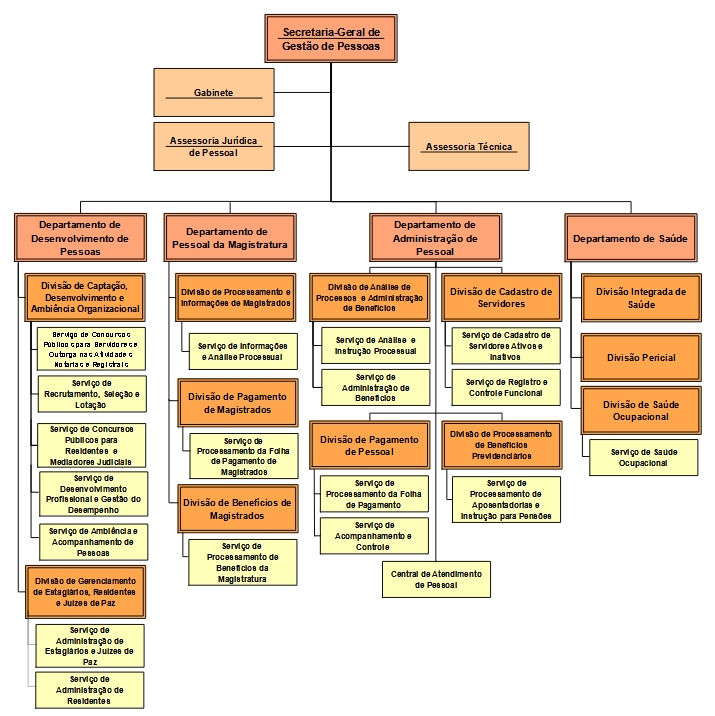 Secretaria-Geral de
Gestão de Pessoas
Gabinete
Assessoria Jurídica
de Pessoal
Assessoria Técnica
Departamento de
Desenvolvimento de
Pessoas
Divisão de Captação,
Desenvolvimento e
Ambiência Organizacional
Serviço de Concursos
Públicos para Servidores e
Outorga nas Atividades
Notariais e Registrais
Serviço de
Recrutamento, Seleção e
Lotação
Serviço de Concursos
Públicos para
Residentes e
Mediadores Judiciais
Serviço de
Desenvolvimento
Profissional e Gestão do
Desempenho
Serviço de Ambiência e
Acompanhamento de
Pessoas
Divisão de Gerenciamento
de Estagiários, Residentes
e Juizes de Paz
Serviço de
Administração de
Estagiários e Juizes de
Paz
Serviço de
Administração de
Residentes
Departamento de
Pessoal da Magistratura
Divisão de Processamento e
Informações de Magistrados
Serviço de Informações
e Análise Processual
Divisão de Pagamento
de Magistrados
Serviço de
Processamento da Folha
de Pagamento de
Magistrados
Divisão de Benefícios de
Magistrados
Serviço de
Processamento de
Benefícios da
Magistratura
Departamento de
Administração de
Pessoal
Divisão de Análise de
Processos e Administração
de Benefícios
Serviço de Análise e
Instrução Processual
Serviço de
Administração de
Benefícios
Divisão de Cadastro de
Servidores
Serviço de Cadastro de
Servidores Ativos e
Inativos
Serviço de Registro e
Controle Funcional
Divisão de Pagamento
de Pessoal
Serviço de
Processamento da Folha
de Pagamento
Serviço de
Acompanhamento e
Controle
Divisão de Processamento
de Benefícios
Previdenciários
Serviço de
Processamento de
Aposentadorias e
Instrução para Pensões
Central de Atendimento
de Pessoal
Departamento de Saúde
Divisão Integrada de
Saúde
Divisão Pericial
Divisão de Saúde
Ocupacional
Serviço de Saúde
Ocupacional